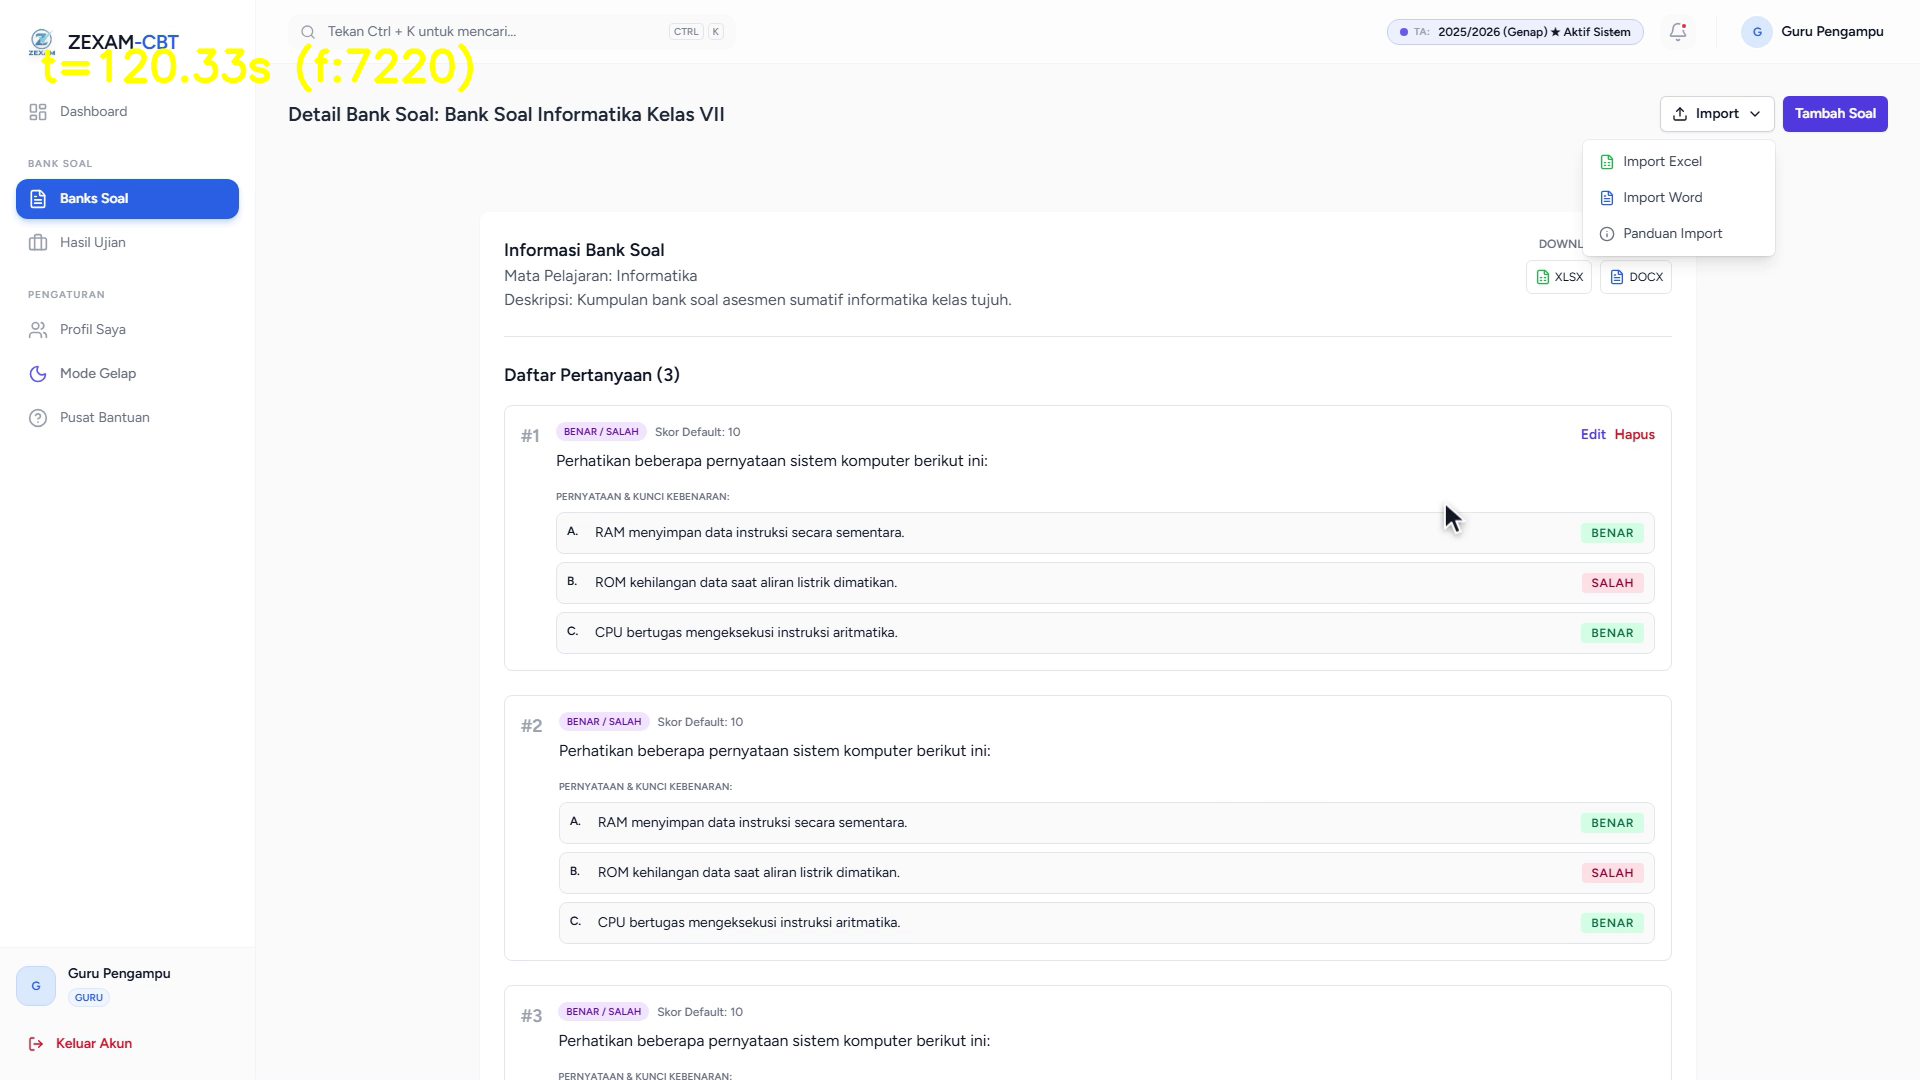 ZEXAM-CBT
ZEXAM
t=120.33s (f:7220)
Tekan Ctrl + K untuk mencari...
CTRL K
TA: 2025/2026 (Genap) ★ Aktif Sistem
G
Guru Pengampu
Dashboard
BANK SOAL
Banks Soal
Hasil Ujian
PENGATURAN
Profil Saya
Mode Gelap
Pusat Bantuan
Guru Pengampu
G
GURU
Keluar Akun
Detail Bank Soal: Bank Soal Informatika Kelas VII
Import
Tambah Soal
Import Excel
Import Word
Panduan Import
Informasi Bank Soal
Mata Pelajaran: Informatika
Deskripsi: Kumpulan bank soal asesmen sumatif informatika kelas tujuh.
DOWNL
XLSX
DOCX
Daftar Pertanyaan (3)
#1 BENAR / SALAH Skor Default: 10
Edit Hapus
Perhatikan beberapa pernyataan sistem komputer berikut ini:
PERNYATAAN & KUNCI KEBENARAN:
A. RAM menyimpan data instruksi secara sementara. BENAR
B. ROM kehilangan data saat aliran listrik dimatikan. SALAH
C. CPU bertugas mengeksekusi instruksi aritmatika. BENAR
#2 BENAR / SALAH Skor Default: 10
Perhatikan beberapa pernyataan sistem komputer berikut ini:
PERNYATAAN & KUNCI KEBENARAN:
A. RAM menyimpan data instruksi secara sementara. BENAR
B. ROM kehilangan data saat aliran listrik dimatikan. SALAH
C. CPU bertugas mengeksekusi instruksi aritmatika. BENAR
#3 BENAR / SALAH Skor Default: 10
Perhatikan beberapa pernyataan sistem komputer berikut ini:
PERNYATAAN & KUNCI KEBENARAN: